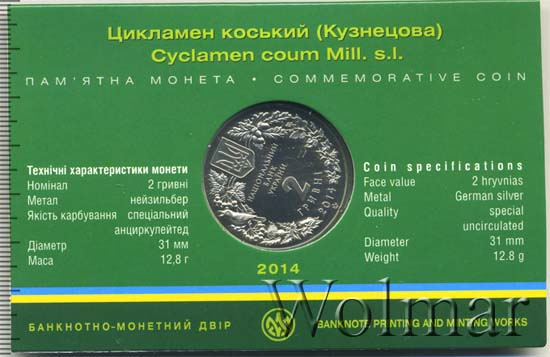 Цикламен коський (Кузнецова)
Cyclamen coum Mill. s.l.
ПАМ'ЯТНА МОНЕТА • COMMEMORATIVE COIN
Технічні характеристики монети
Номінал 2 гривні
Метал нейзильбер
Якість карбування спеціальний
анциркулейтед
Діаметр 31 мм
Маса 12,8 г
НАЦІОНАЛЬНИЙ
БАНК
УКРАЇНИ
2
ГРИВНІ
2014
Coin specifications
Face value 2 hryvnias
Metal German silver
Quality special
uncirculated
Diameter 31 mm
Weight 12.8 g
2014
Wolmar
БАНКНОТНО-МОНЕТНИЙ ДВІР
BANKNOTE PRINTING AND MINTING WORKS